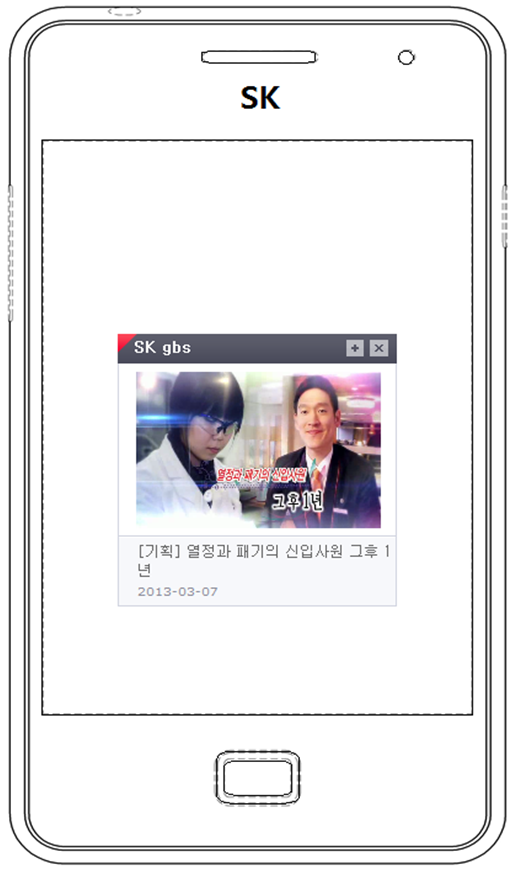 SK
SK gbs
열정과 패기의 신입사원
그후 1년
[기획] 열정과 패기의 신입사원 그후 1
년
2013-03-07